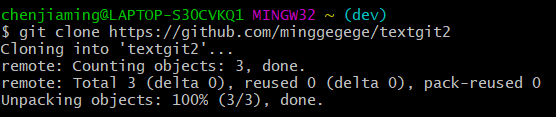 chenjiaming@LAPTOP-S3OCVKQ1 MINGW32 ~ (dev)
$ git clone https://github.com/minggegege/textgit2
Cloning into 'textgit2'...
remote: Counting objects: 3, done.
remote: Total 3 (delta 0), reused 0 (delta 0), pack-reused 0
Unpacking objects: 100% (3/3), done.